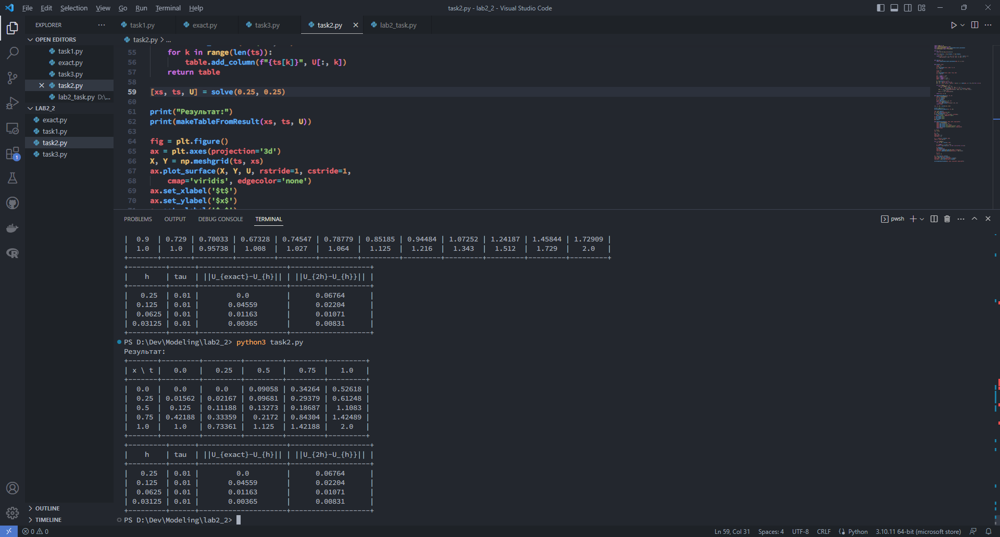 File Edit Selection View Go Run Terminal Help
task2.py - lab2_2 - Visual Studio Code
EXPLORER
task1.py exact.py task3.py task2.py lab2_task.py
OPEN EDITORS
task1.py
exact.py
task3.py
task2.py
lab2_task.py D:\...
LAB2_2
exact.py
task1.py
task2.py
task3.py
OUTLINE
TIMELINE
task2.py > ...
55 for k in range(len(ts)):
56 table.add_column(f"{ts[k]}", U[:, k])
57 return table
58
59 [xs, ts, U] = solve(0.25, 0.25)
60
61 print("Результат:")
62 print(makeTableFromResult(xs, ts, U))
63
64 fig = plt.figure()
65 ax = plt.axes(projection='3d')
66 X, Y = np.meshgrid(ts, xs)
67 ax.plot_surface(X, Y, U, rstride=1, cstride=1,
68 cmap='viridis', edgecolor='none')
69 ax.set_xlabel('$t$')
70 ax.set_ylabel('$x$')
PROBLEMS OUTPUT DEBUG CONSOLE TERMINAL
pwsh
| 0.9 | 0.729 | 0.70033 | 0.67328 | 0.74547 | 0.78779 | 0.85185 | 0.94484 | 1.07252 | 1.24187 | 1.45844 | 1.72909 |
| 1.0 | 1.0 | 0.95738 | 1.008 | 1.027 | 1.064 | 1.125 | 1.216 | 1.343 | 1.512 | 1.729 | 2.0 |
+-------+-------+---------+---------+---------+---------+---------+---------+---------+---------+---------+---------+
+---------+------+---------------------+-------------------+
| h | tau | ||U_{exact}-U_{h}|| | ||U_{2h}-U_{h}}|| |
+---------+------+---------------------+-------------------+
| 0.25 | 0.01 | 0.0 | 0.06764 |
| 0.125 | 0.01 | 0.04559 | 0.02204 |
| 0.0625 | 0.01 | 0.01163 | 0.01071 |
| 0.03125 | 0.01 | 0.00365 | 0.00831 |
+---------+------+---------------------+-------------------+
PS D:\Dev\Modeling\lab2_2> python3 task2.py
Результат:
+-------+---------+---------+---------+---------+---------+
| x \ t | 0.0 | 0.25 | 0.5 | 0.75 | 1.0 |
+-------+---------+---------+---------+---------+---------+
| 0.0 | 0.0 | 0.0 | 0.09058 | 0.34264 | 0.52618 |
| 0.25 | 0.01562 | 0.02167 | 0.09681 | 0.29379 | 0.61248 |
| 0.5 | 0.125 | 0.11188 | 0.13273 | 0.18687 | 1.1083 |
| 0.75 | 0.42188 | 0.33359 | 0.2172 | 0.84304 | 1.42489 |
| 1.0 | 1.0 | 0.73361 | 1.125 | 1.42188 | 2.0 |
+-------+---------+---------+---------+---------+---------+
+---------+------+---------------------+-------------------+
| h | tau | ||U_{exact}-U_{h}|| | ||U_{2h}-U_{h}}|| |
+---------+------+---------------------+-------------------+
| 0.25 | 0.01 | 0.0 | 0.06764 |
| 0.125 | 0.01 | 0.04559 | 0.02204 |
| 0.0625 | 0.01 | 0.01163 | 0.01071 |
| 0.03125 | 0.01 | 0.00365 | 0.00831 |
+---------+------+---------------------+-------------------+
PS D:\Dev\Modeling\lab2_2>
1
0 0
Ln 59, Col 31 Spaces: 4 UTF-8 CRLF Python 3.10.11 64-bit (microsoft store)